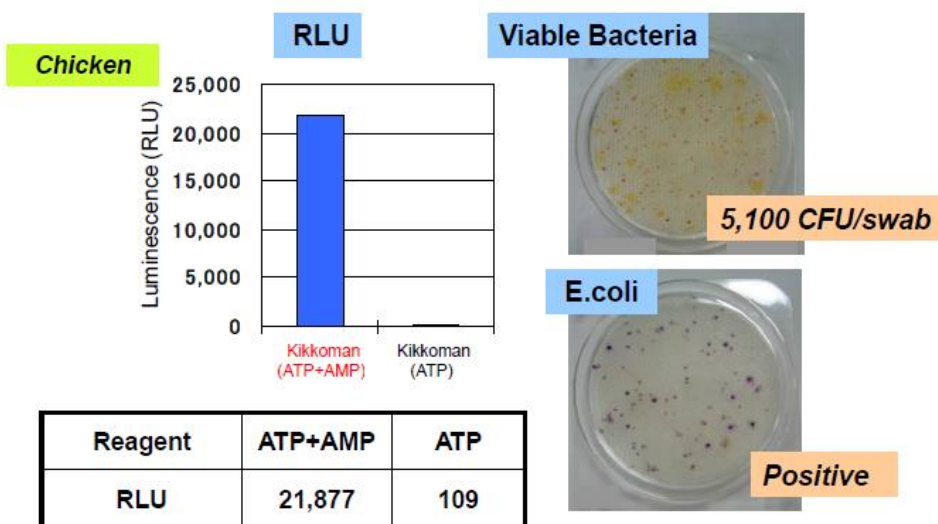 Chicken
RLU
Viable Bacteria
Luminescence (RLU)
25,000
20,000
15,000
10,000
5,000
0
Kikkoman
(ATP+AMP)
Kikkoman
(ATP)
5,100 CFU/swab
E.coli
Positive
Reagent ATP+AMP ATP
RLU 21,877 109